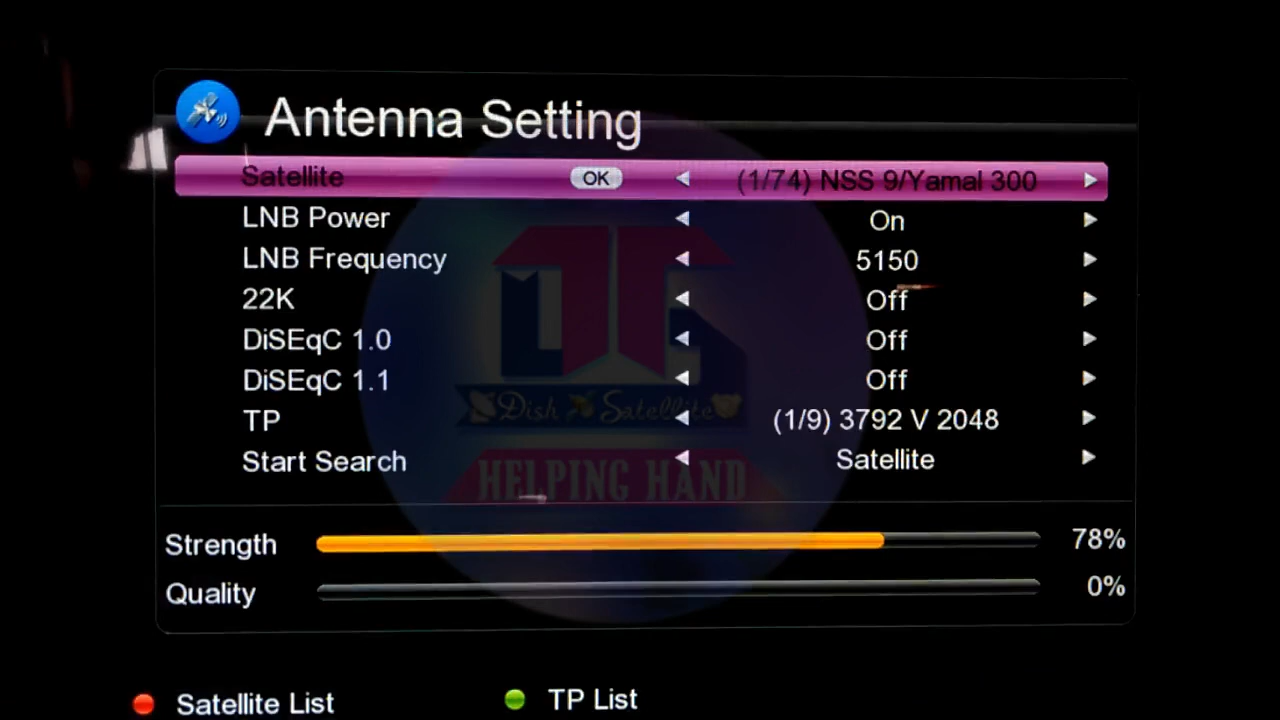 Antenna Setting
Satellite OK (1/74) NSS 9/Yamal 300
LNB Power On
LNB Frequency 5150
22K Off
DiSEqC 1.0 Off
DiSEqC 1.1 Off
TP (1/9) 3792 V 2048
Start Search Satellite
Dish Satellite
HELPING HAND
Strength 78%
Quality 0%
Satellite List TP List